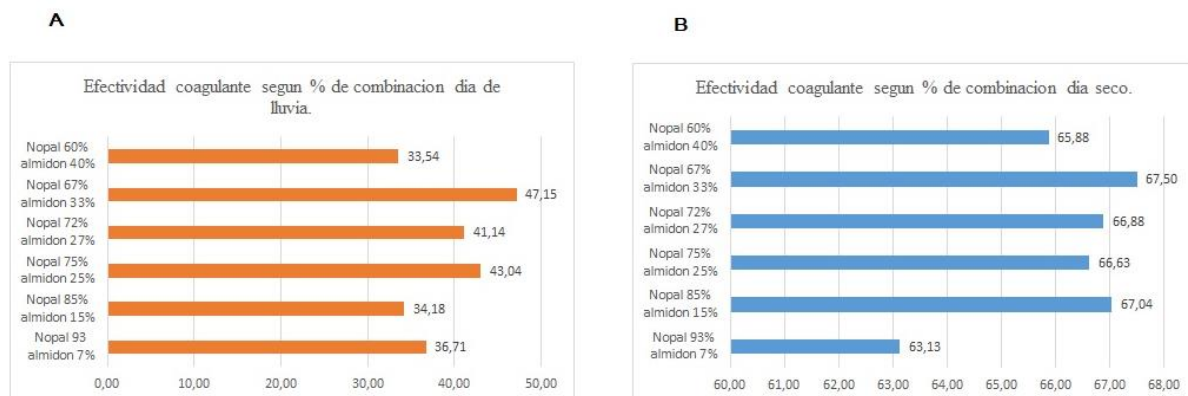 A
Efectividad coagulante segun % de combinacion dia de
lluvia.
Nopal 60%
almidon 40%
33,54
Nopal 67%
almidon 33%
47,15
Nopal 72%
almidon 27%
41,14
Nopal 75%
almidon 25%
43,04
Nopal 85%
almidon 15%
34,18
Nopal 93
almidon 7%
36,71
0,00 10,00 20,00 30,00 40,00 50,00
B
Efectividad coagulante segun % de combinacion dia seco.
Nopal 60%
almidon 40%
65,88
Nopal 67%
almidon 33%
67,50
Nopal 72%
almidon 27%
66,88
Nopal 75%
almidon 25%
66,63
Nopal 85%
almidon 15%
67,04
Nopal 93%
almidon 7%
63,13
60,00 61,00 62,00 63,00 64,00 65,00 66,00 67,00 68,00